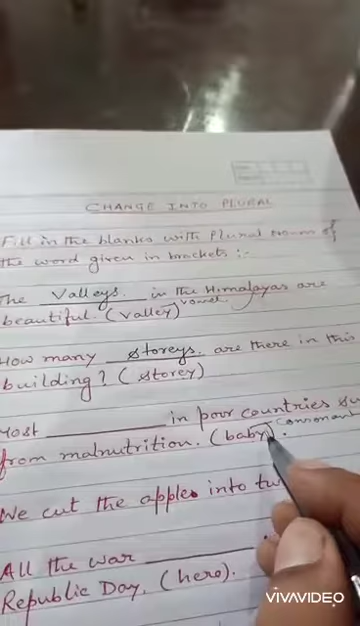 CHANGE INTO PLURAL
Fill in the blanks with Plural Noun of
the word given in brackets :-
The Valleys. in the Himalayas are
beautiful. (Valley) vowel
How many storeys. are there in this
building? (storey)
Most __________ in poor countries su
from malnutrition. (baby). consonant
We cut the apples into tw
All the war __________.
Republic Day. (hero).
VIVAVIDEO